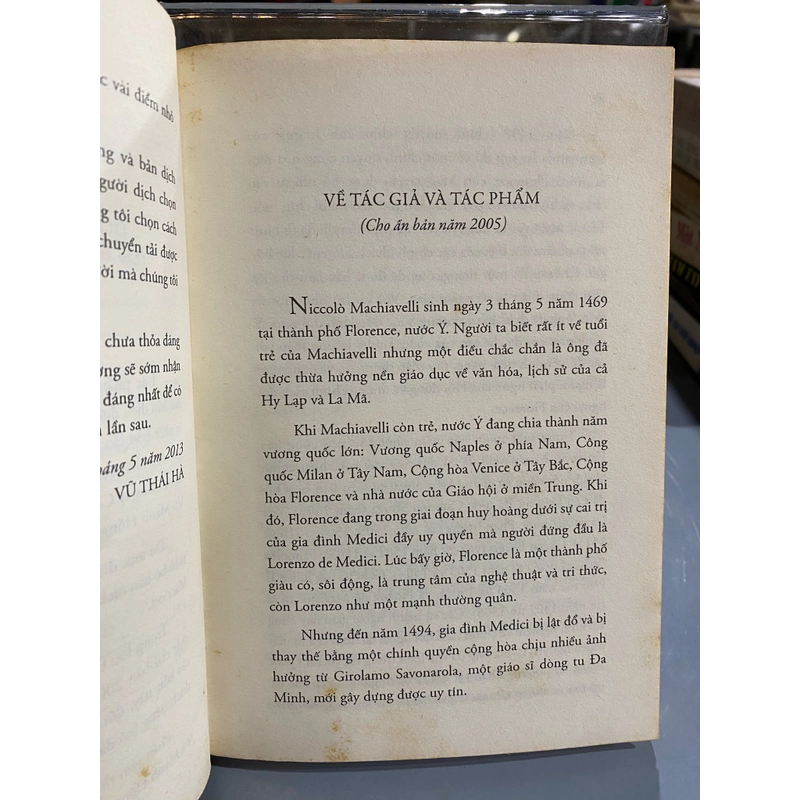 vài điểm nhỏ
và bản dịch
người dịch chọn
tôi chọn cách
chuyển tải được
mà chúng tôi
chưa thỏa đáng
sẽ sớm nhận
đáng nhất để có
lần sau.
tháng 5 năm 2013
VŨ THÁI HÀ
VỀ TÁC GIẢ VÀ TÁC PHẨM
(Cho ấn bản năm 2005)
Niccolò Machiavelli sinh ngày 3 tháng 5 năm 1469
tại thành phố Florence, nước Ý. Người ta biết rất ít về tuổi
trẻ của Machiavelli nhưng một điều chắc chắn là ông đã
được thừa hưởng nền giáo dục về văn hóa, lịch sử của cả
Hy Lạp và La Mã.
Khi Machiavelli còn trẻ, nước Ý đang chia thành năm
vương quốc lớn: Vương quốc Naples ở phía Nam, Công
quốc Milan ở Tây Nam, Cộng hòa Venice ở Tây Bắc, Cộng
hòa Florence và nhà nước của Giáo hội ở miền Trung. Khi
đó, Florence đang trong giai đoạn huy hoàng dưới sự cai trị
của gia đình Medici đầy uy quyền mà người đứng đầu là
Lorenzo de Medici. Lúc bấy giờ, Florence là một thành phố
giàu có, sôi động, là trung tâm của nghệ thuật và tri thức,
còn Lorenzo như một mạnh thường quân.
Nhưng đến năm 1494, gia đình Medici bị lật đổ và bị
thay thế bằng một chính quyền cộng hòa chịu nhiều ảnh
hưởng từ Girolamo Savonarola, một giáo sĩ dòng tu Đa
Minh, mới gây dựng được uy tín.